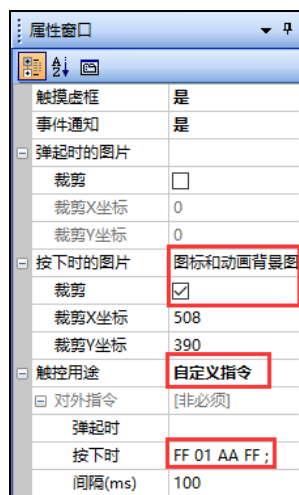 属性窗口
触摸虚框 是
事件通知 是
弹起时的图片
裁剪
裁剪X坐标 0
裁剪Y坐标 0
按下时的图片 图标和动画背景图
裁剪
裁剪X坐标 508
裁剪Y坐标 390
触控用途 自定义指令
对外指令 [非必须]
弹起时
按下时 FF 01 AA FF ;
间隔(ms) 100